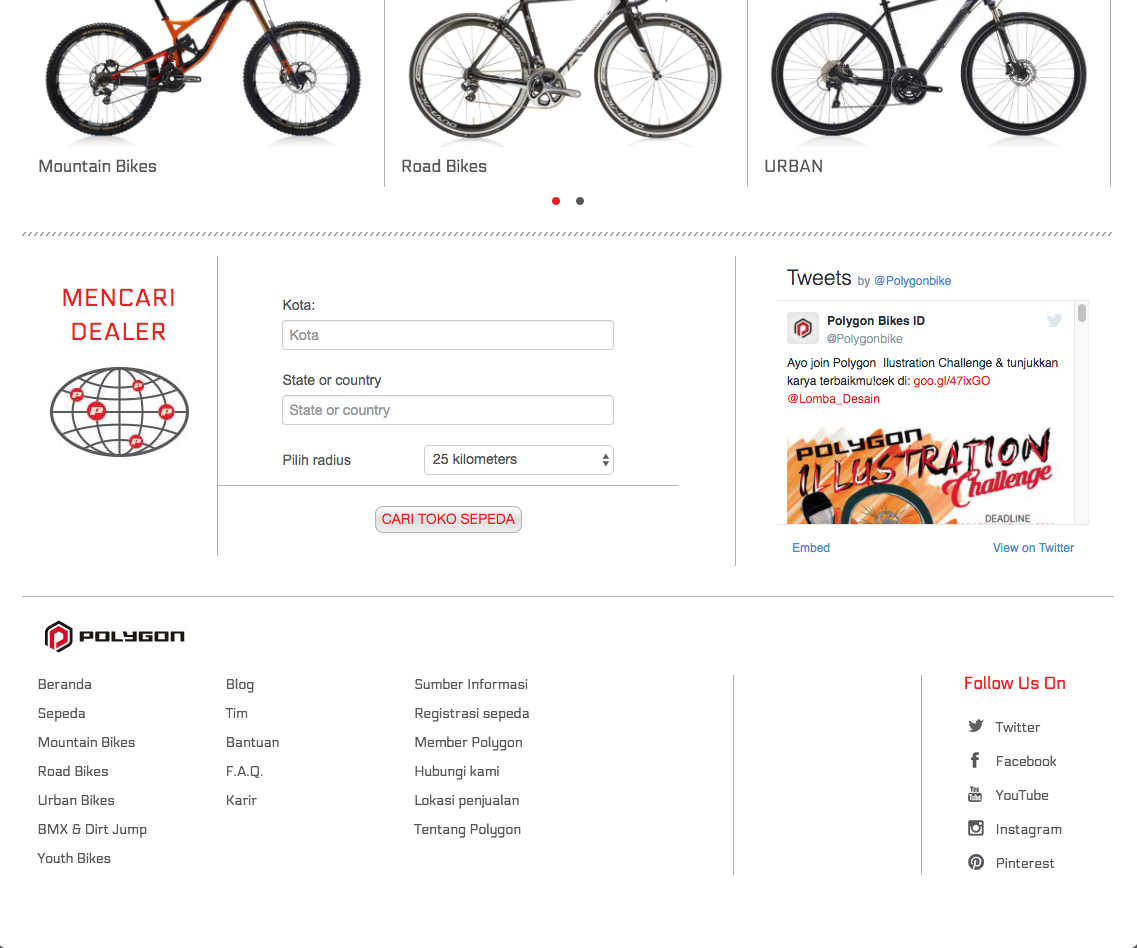 Mountain Bikes
Road Bikes
URBAN
MENCARI
DEALER
Kota:
Kota
State or country
State or country
Pilih radius
25 kilometers
CARI TOKO SEPEDA
Tweets by @Polygonbike
Polygon Bikes ID
@Polygonbike
Ayo join Polygon Ilustration Challenge & tunjukkan
karya terbaikmu!cek di: goo.gl/47ixGO
@Lomba_Desain
POLYGON
ILLUSTRATION
Challenge
DEADLINE
Embed
View on Twitter
POLYGON
Beranda
Sepeda
Mountain Bikes
Road Bikes
Urban Bikes
BMX & Dirt Jump
Youth Bikes
Blog
Tim
Bantuan
F.A.Q.
Karir
Sumber Informasi
Registrasi sepeda
Member Polygon
Hubungi kami
Lokasi penjualan
Tentang Polygon
Follow Us On
Twitter
Facebook
YouTube
Instagram
Pinterest